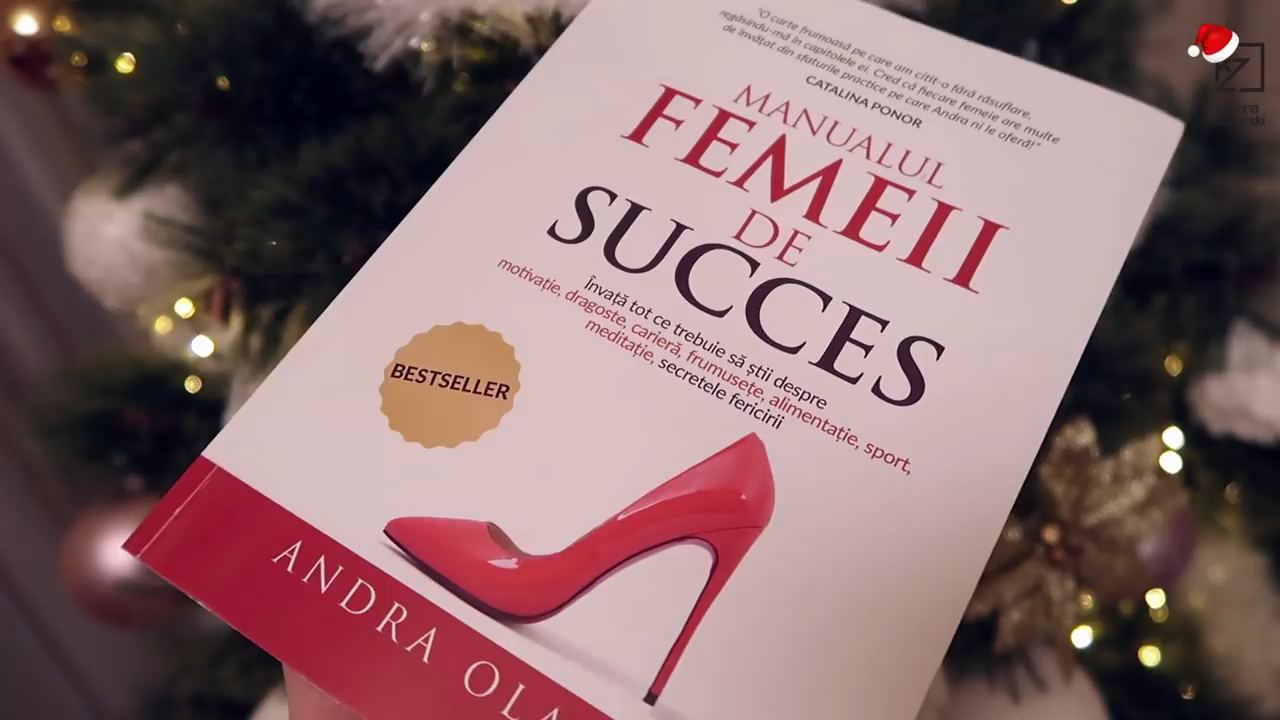 "O carte frumoasă pe care am citit-o fără răsuflare,
regăsindu-mă în capitolele ei. Cred că fiecare femeie are multe
de învățat din sfaturile practice pe care Andra ni le oferă!"
CATALINA PONOR
MANUALUL
FEMEII
DE
SUCCES
Învață tot ce trebuie să știi despre
motivație, dragoste, carieră, frumusețe, alimentație, sport,
meditație, secretele fericirii
BESTSELLER
ANDRA